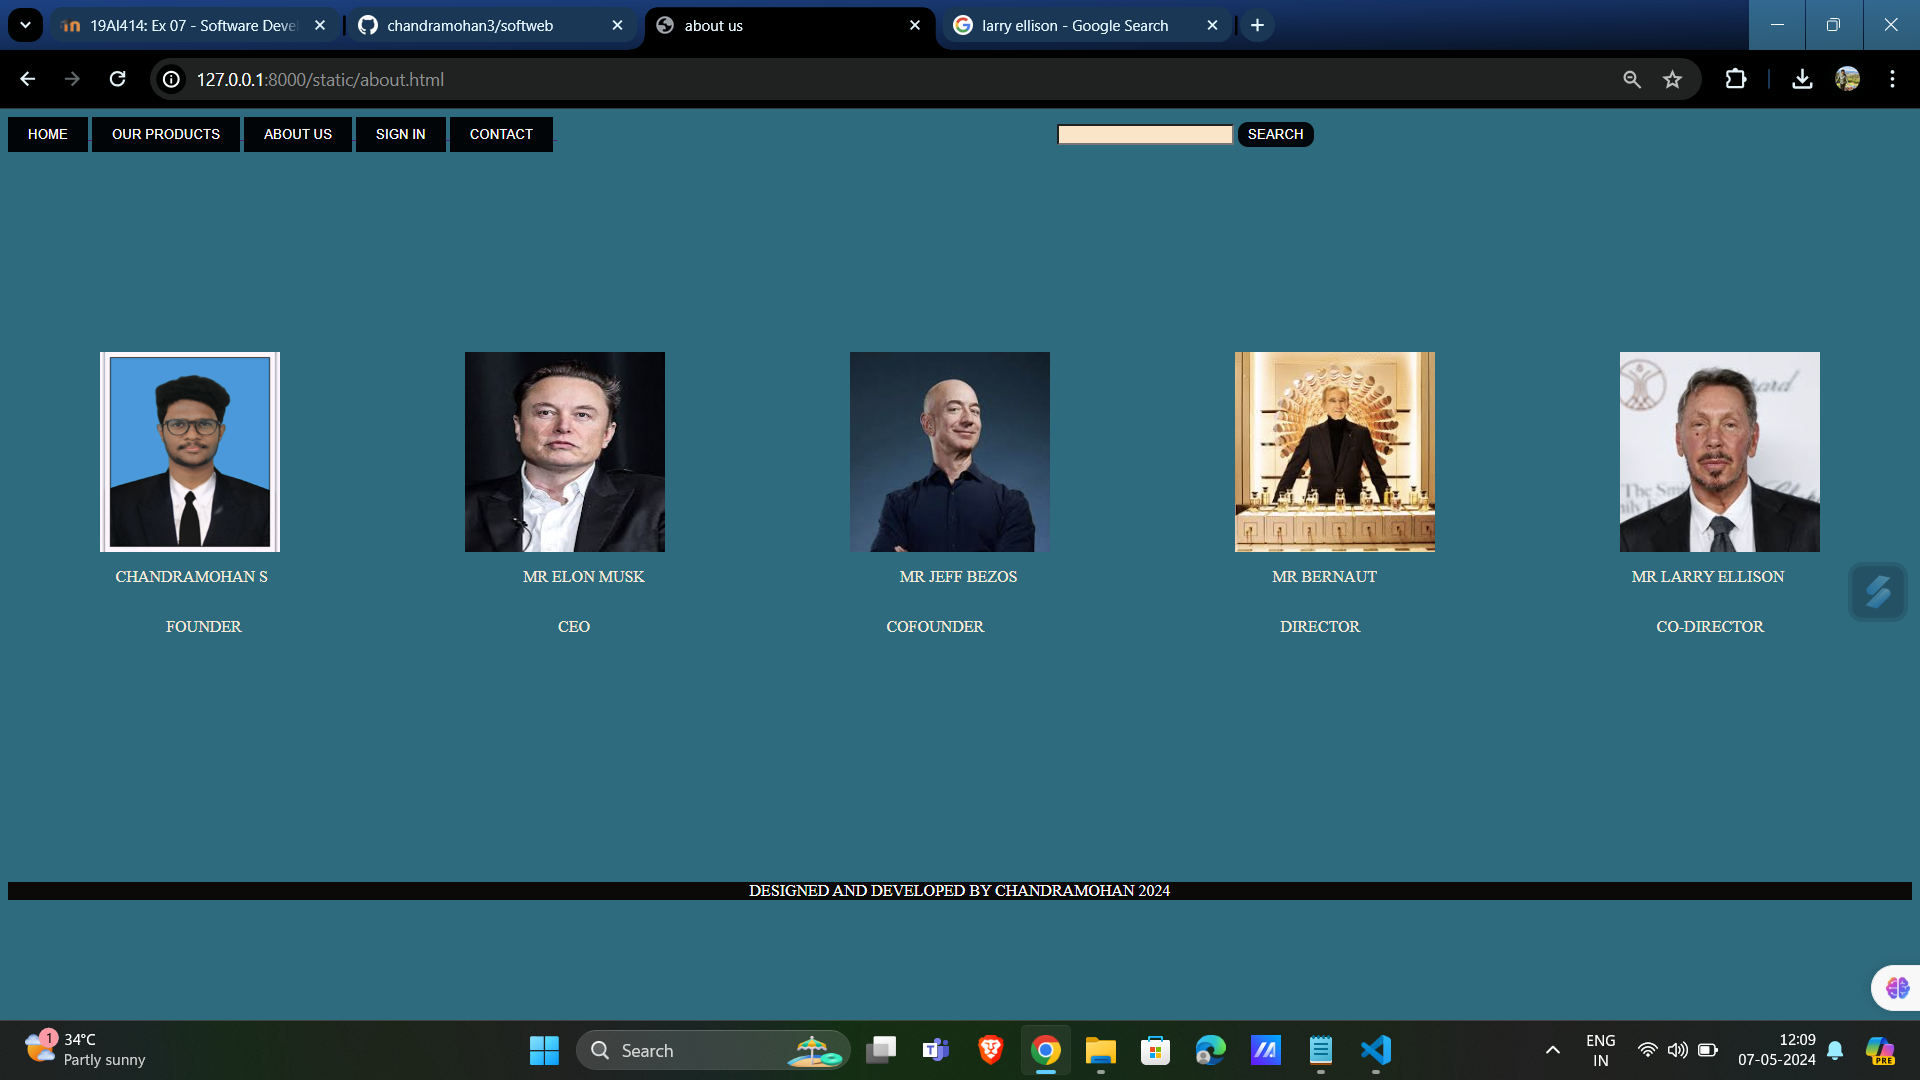 19AI414: Ex 07 - Software Deve
chandramohan3/softweb
about us
larry ellison - Google Search
127.0.0.1:8000/static/about.html
HOME
OUR PRODUCTS
ABOUT US
SIGN IN
CONTACT
SEARCH
CHANDRAMOHAN S
MR ELON MUSK
MR JEFF BEZOS
MR BERNAUT
MR LARRY ELLISON
FOUNDER
CEO
COFOUNDER
DIRECTOR
CO-DIRECTOR
DESIGNED AND DEVELOPED BY CHANDRAMOHAN 2024
1
34°C
Partly sunny
Search
ENG
IN
12:09
07-05-2024
PRE